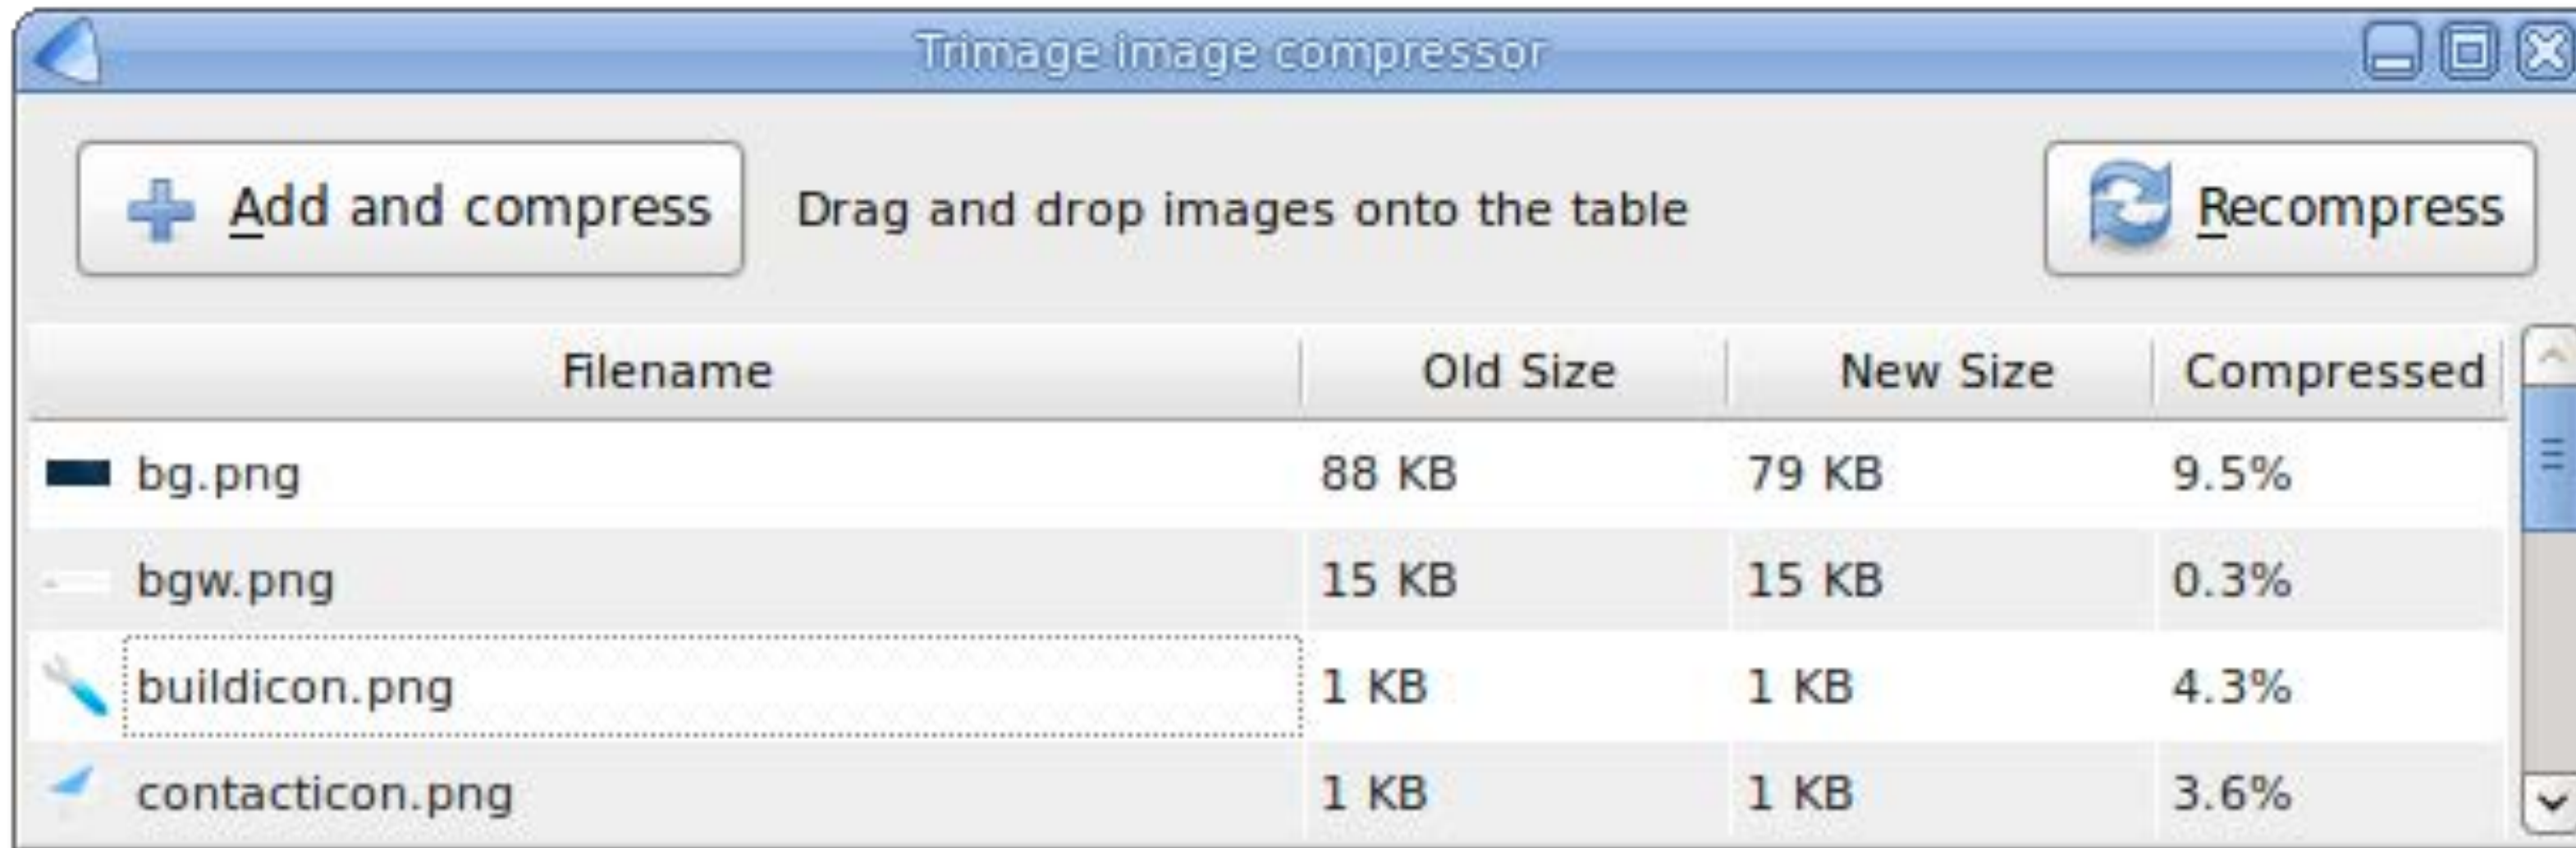 Trimage image compressor
Add and compress Drag and drop images onto the table Recompress
Filename Old Size New Size Compressed
bg.png 88 KB 79 KB 9.5%
bgw.png 15 KB 15 KB 0.3%
buildicon.png 1 KB 1 KB 4.3%
contacticon.png 1 KB 1 KB 3.6%